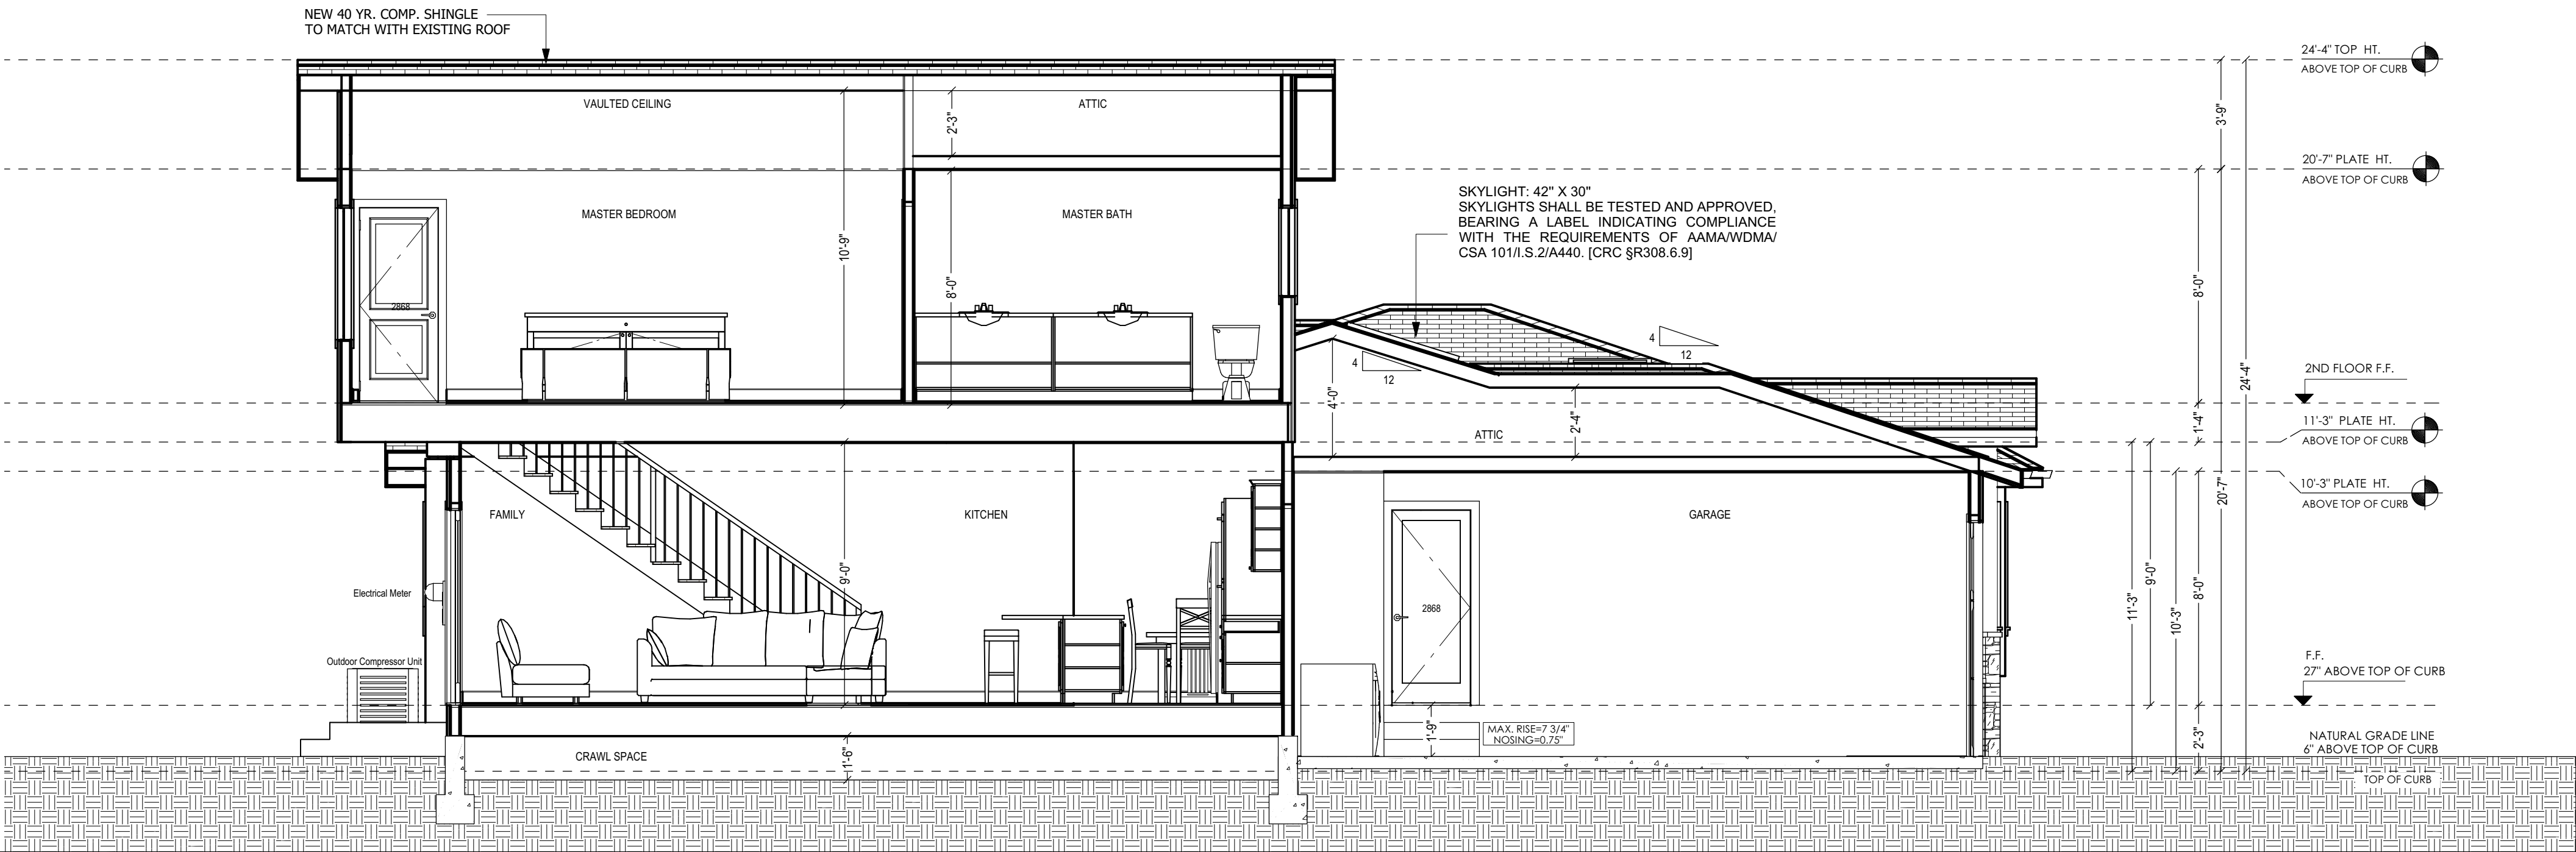 NEW 40 YR. COMP. SHINGLE
TO MATCH WITH EXISTING ROOF
24'-4" TOP HT.
ABOVE TOP OF CURB
VAULTED CEILING
ATTIC
2'-3"
3'-9"
20'-7" PLATE HT.
ABOVE TOP OF CURB
MASTER BEDROOM
MASTER BATH
SKYLIGHT: 42" X 30"
SKYLIGHTS SHALL BE TESTED AND APPROVED,
BEARING A LABEL INDICATING COMPLIANCE
WITH THE REQUIREMENTS OF AAMA/WDMA/
CSA 101/I.S.2/A440. [CRC §R308.6.9]
10'-9"
8'-0"
8'-0"
2868
4
12
4
12
4'-0"
2'-4"
ATTIC
24'-4"
2ND FLOOR F.F.
1'-4"
11'-3" PLATE HT.
ABOVE TOP OF CURB
10'-3" PLATE HT.
ABOVE TOP OF CURB
20'-7"
FAMILY
KITCHEN
GARAGE
9'-0"
Electrical Meter
2868
11'-3"
9'-0"
10'-3"
8'-0"
Outdoor Compressor Unit
F.F.
27" ABOVE TOP OF CURB
1'-9"
MAX. RISE=7 3/4"
NOSING=0.75"
2'-3"
NATURAL GRADE LINE
6" ABOVE TOP OF CURB
CRAWL SPACE
1'-6"
TOP OF CURB